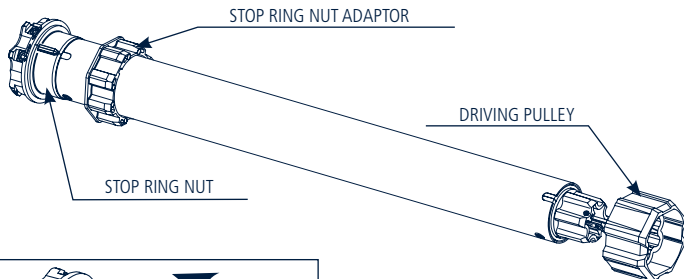 STOP RING NUT ADAPTOR
DRIVING PULLEY
STOP RING NUT